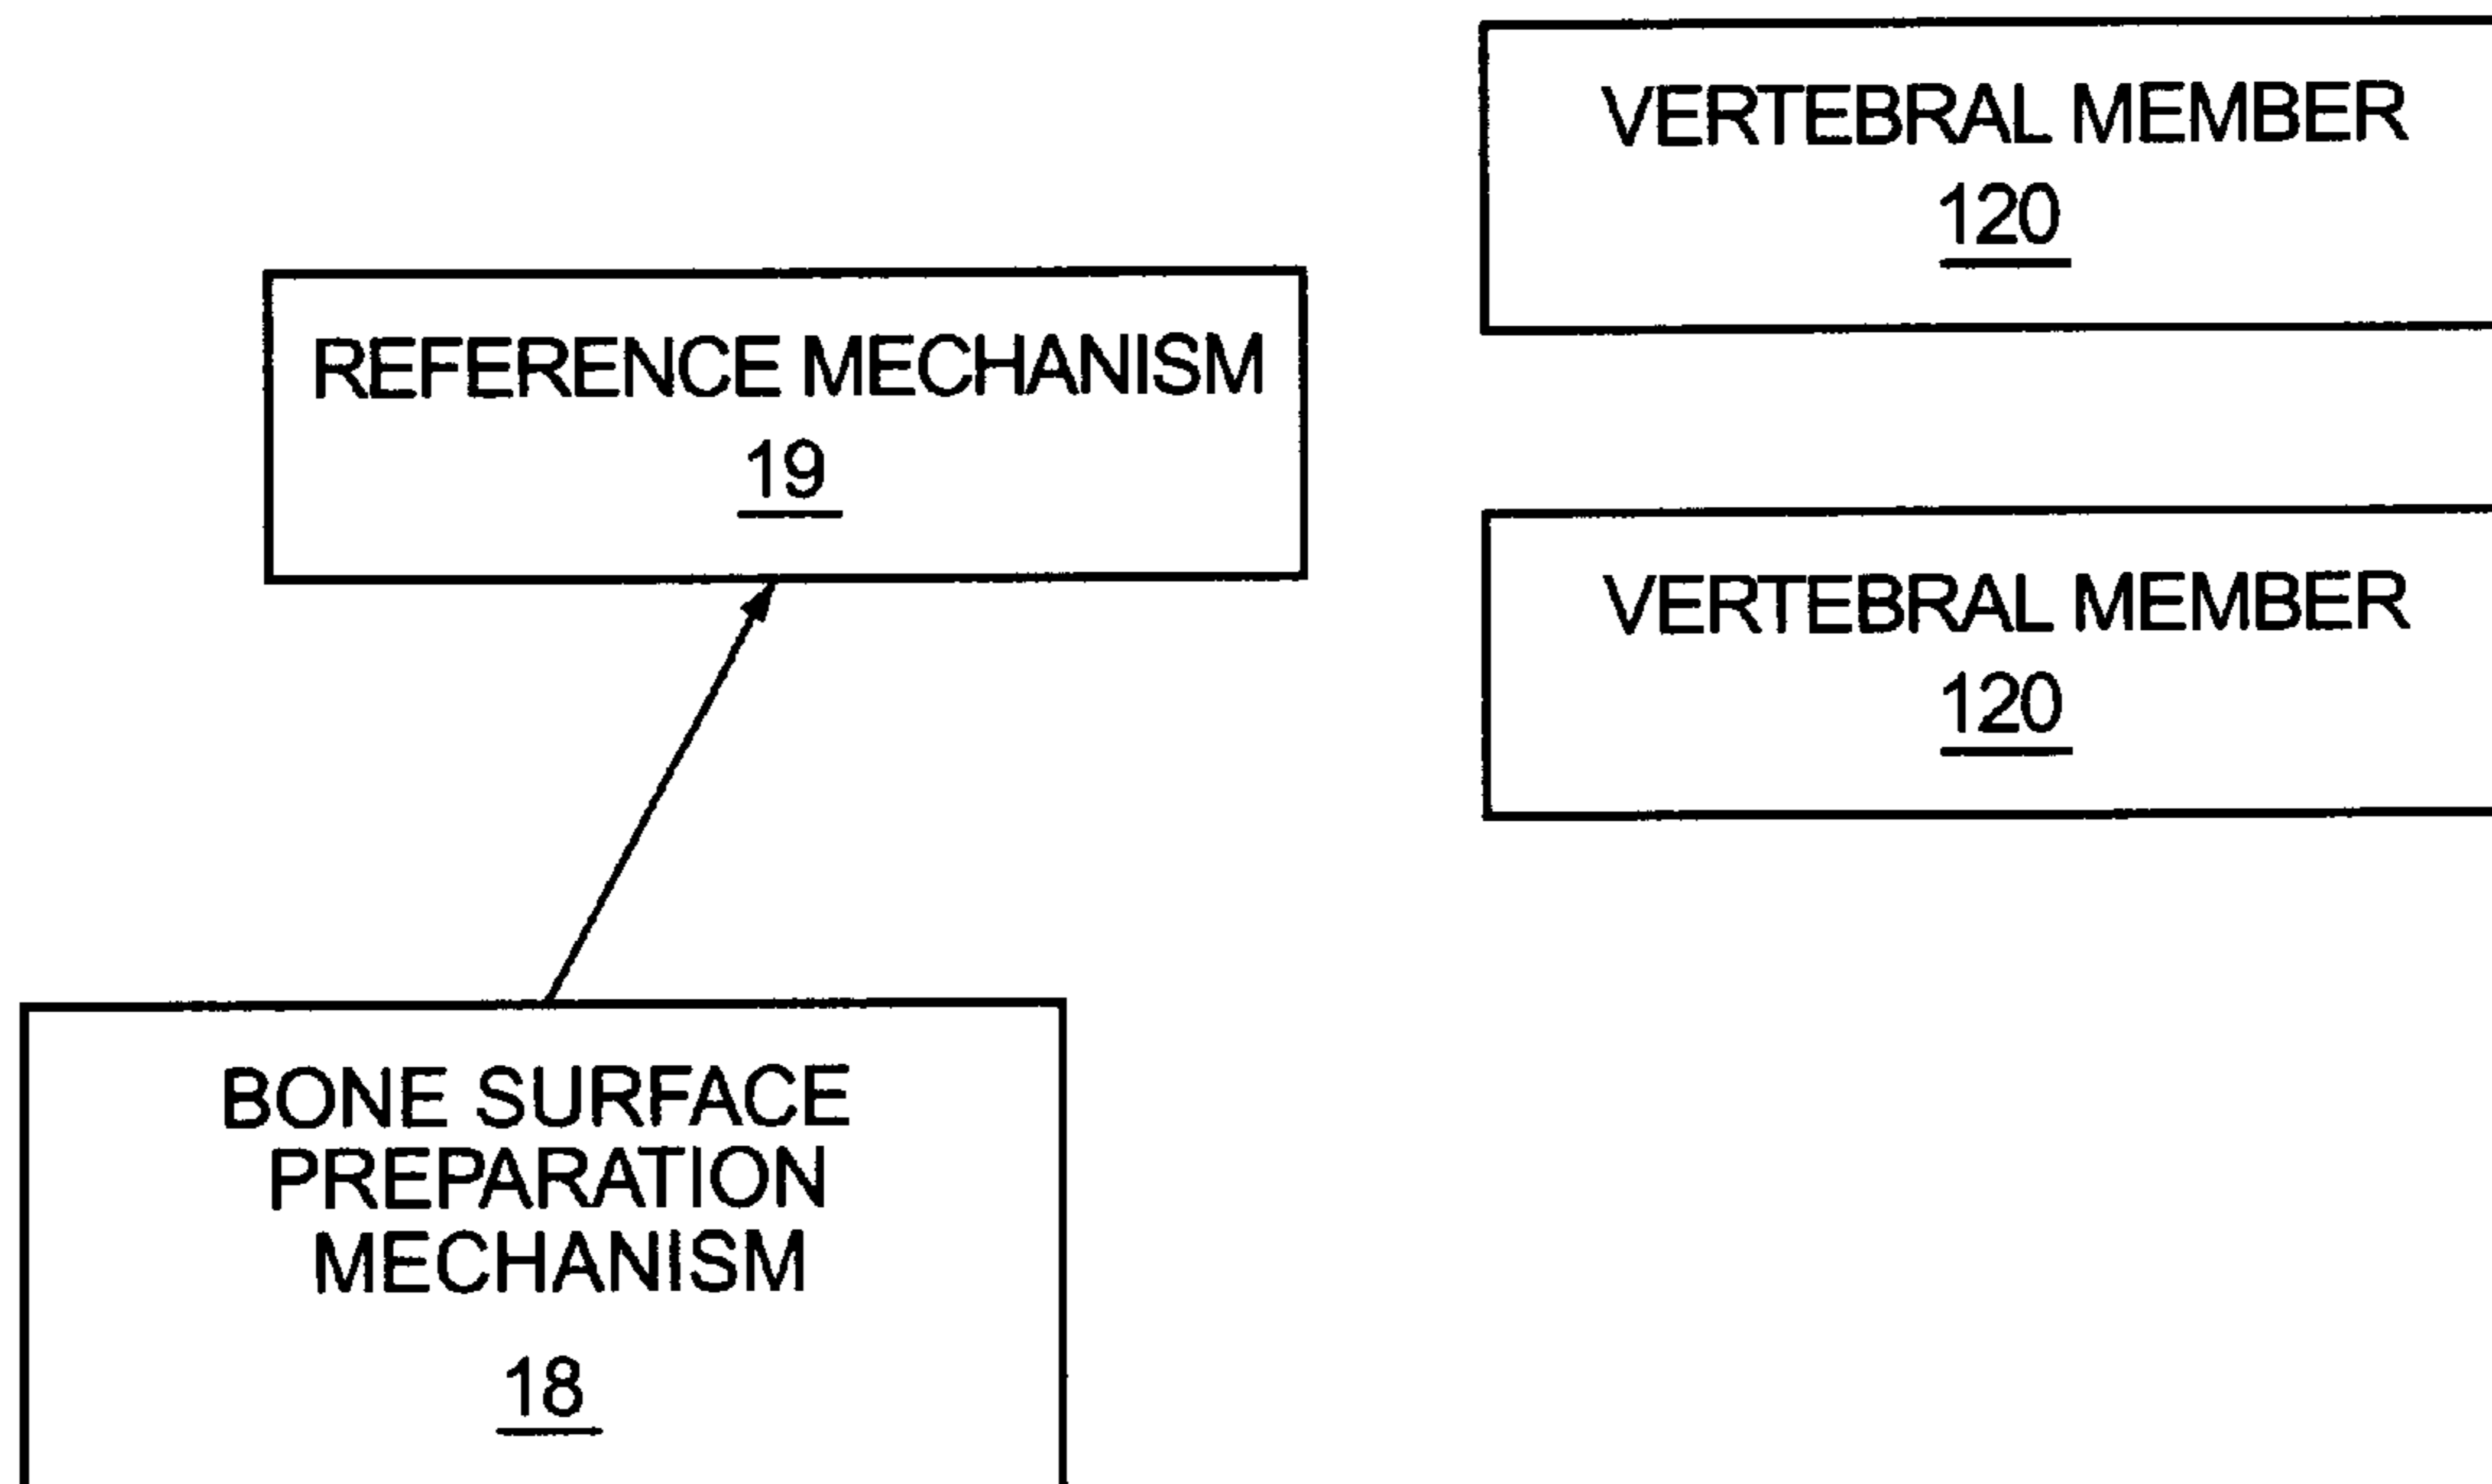 VERTEBRAL MEMBER
120
REFERENCE MECHANISM
19
VERTEBRAL MEMBER
120
BONE SURFACE
PREPARATION
MECHANISM
18